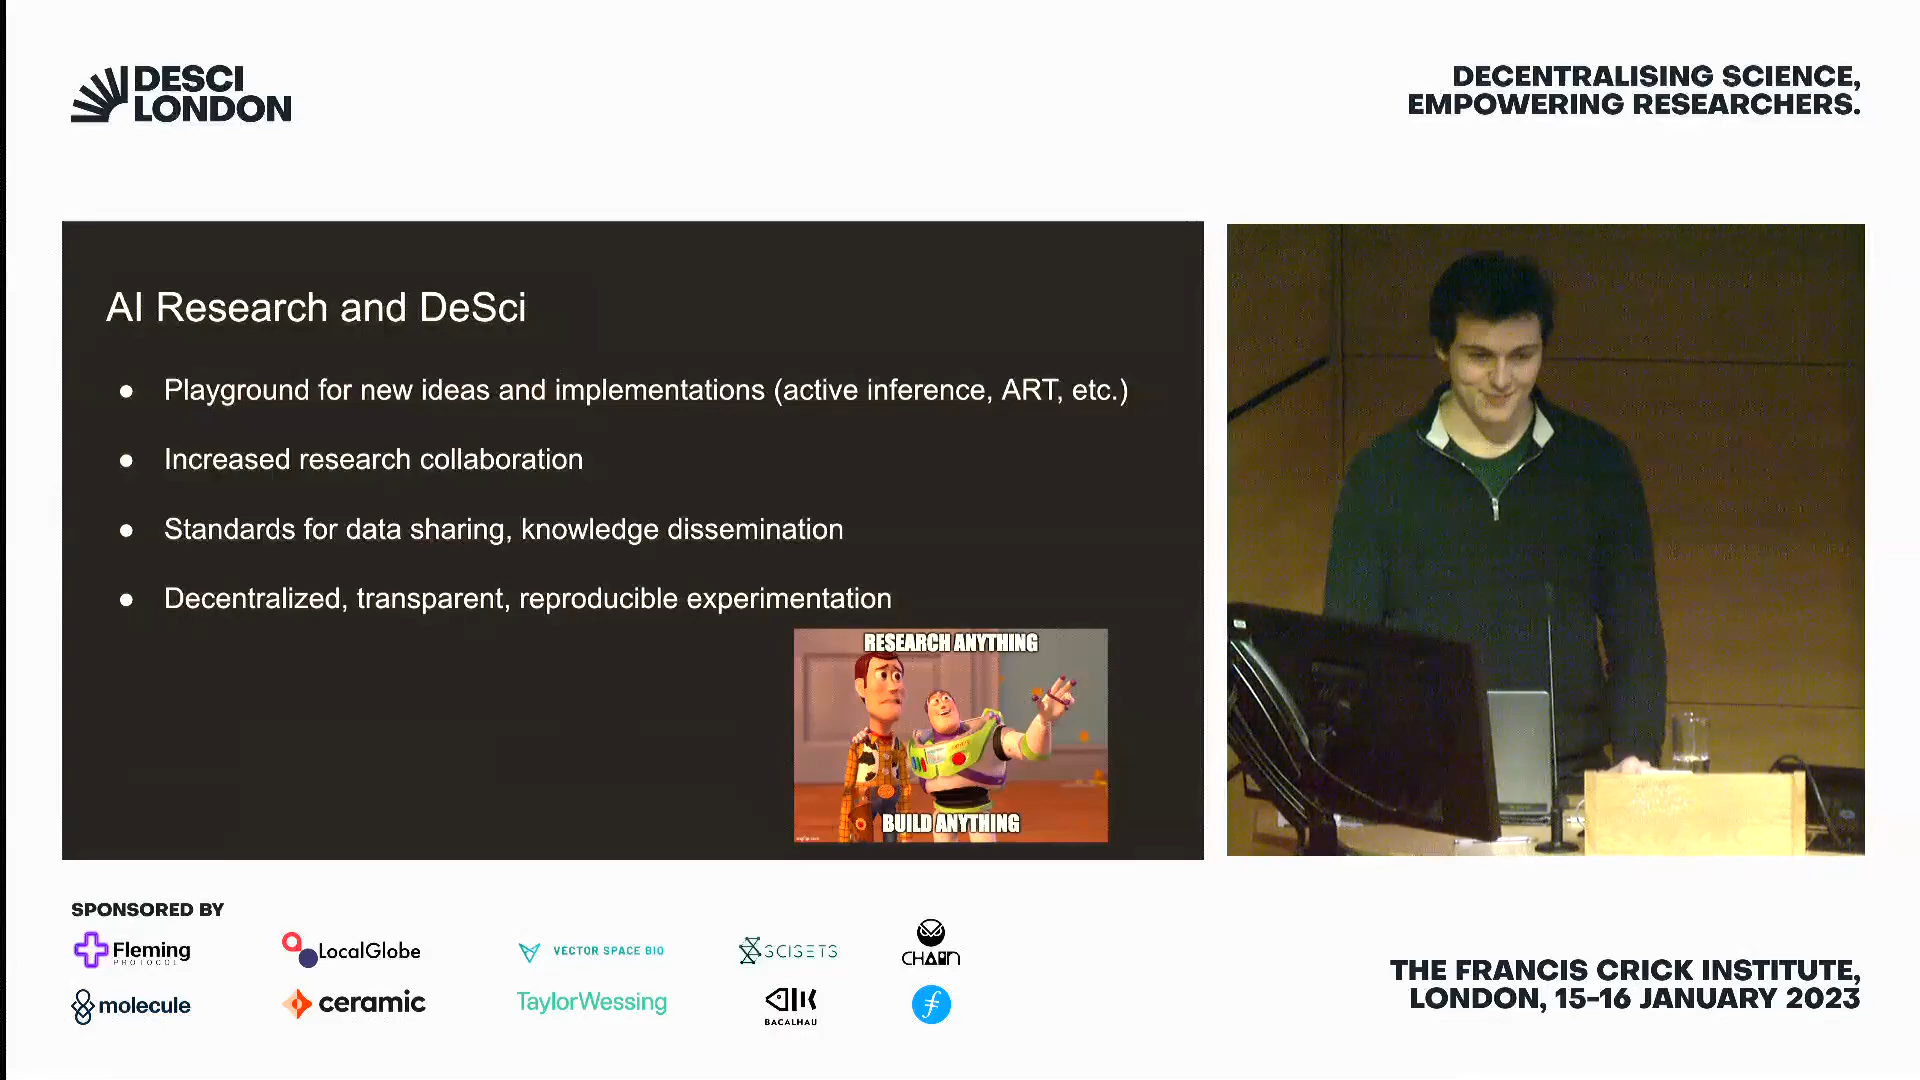 DESCI
LONDON
DECENTRALISING SCIENCE,
EMPOWERING RESEARCHERS.
AI Research and DeSci
● Playground for new ideas and implementations (active inference, ART, etc.)
● Increased research collaboration
● Standards for data sharing, knowledge dissemination
● Decentralized, transparent, reproducible experimentation
RESEARCH ANYTHING
BUILD ANYTHING
SPONSORED BY
Fleming
PROTOCOL
LocalGlobe
VECTOR SPACE BIO
SCISETS
CHAIN
molecule
ceramic
TaylorWessing
BACALHAU
THE FRANCIS CRICK INSTITUTE,
LONDON, 15-16 JANUARY 2023